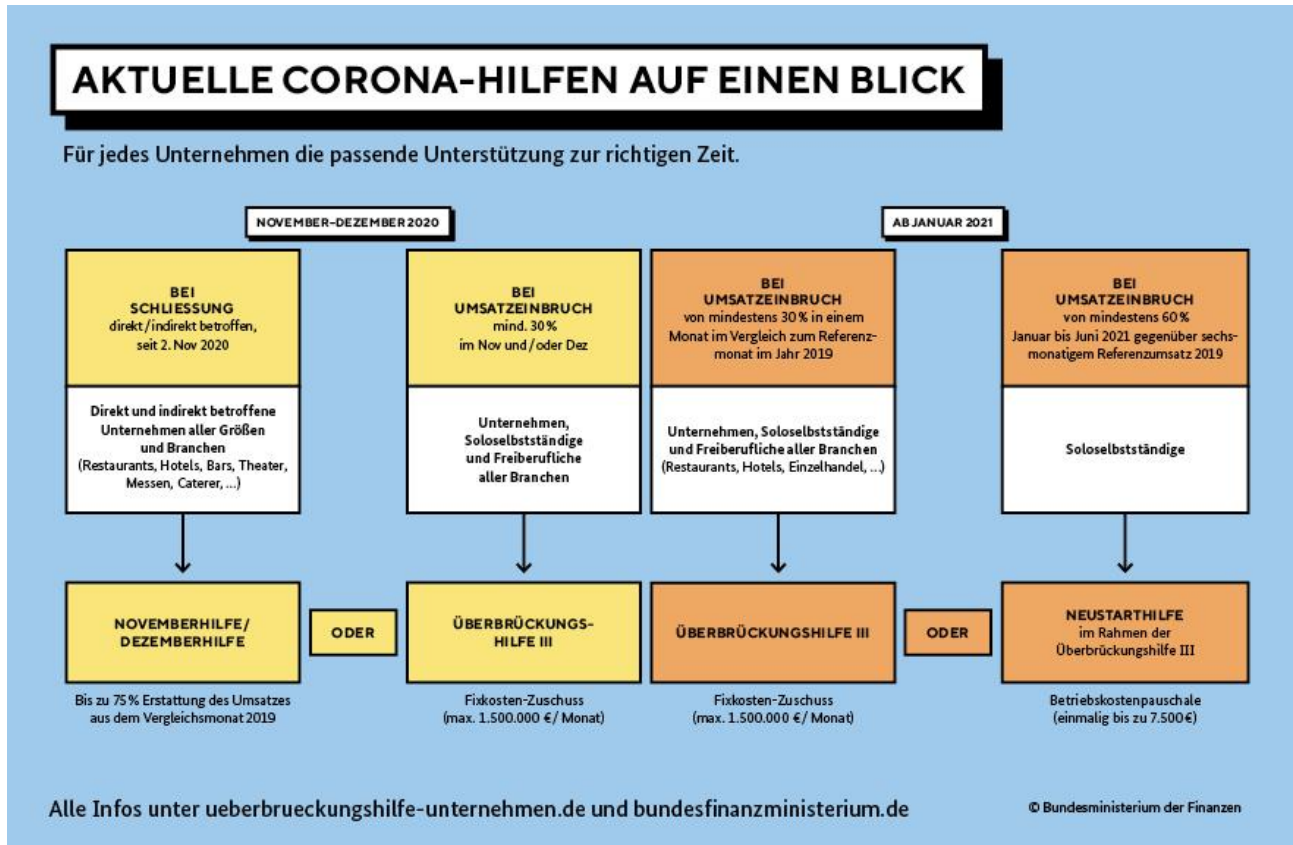 AKTUELLE CORONA-HILFEN AUF EINEN BLICK
Für jedes Unternehmen die passende Unterstützung zur richtigen Zeit.
NOVEMBER–DEZEMBER 2020
BEI
SCHLIESSUNG
direkt/indirekt betroffen,
seit 2. Nov 2020
Direkt und indirekt betroffene
Unternehmen aller Größen
und Branchen
(Restaurants, Hotels, Bars, Theater,
Messen, Caterer, ...)
NOVEMBERHILFE/
DEZEMBERHILFE
Bis zu 75% Erstattung des Umsatzes
aus dem Vergleichsmonat 2019
ODER
BEI
UMSATZEINBRUCH
mind. 30%
im Nov und/oder Dez
Unternehmen,
Soloselbstständige
und Freiberufliche
aller Branchen
ÜBERBRÜCKUNGS-
HILFE III
Fixkosten-Zuschuss
(max. 1.500.000 €/ Monat)
AB JANUAR 2021
BEI
UMSATZEINBRUCH
von mindestens 30% in einem
Monat im Vergleich zum Referenz-
monat im Jahr 2019
Unternehmen, Soloselbstständige
und Freiberufliche aller Branchen
(Restaurants, Hotels, Einzelhandel, ...)
ÜBERBRÜCKUNGSHILFE III
Fixkosten-Zuschuss
(max. 1.500.000 €/ Monat)
ODER
BEI
UMSATZEINBRUCH
von mindestens 60%
Januar bis Juni 2021 gegenüber sechs-
monatigem Referenzumsatz 2019
Soloselbstständige
NEUSTARTHILFE
im Rahmen der
Überbrückungshilfe III
Betriebskostenpauschale
(einmalig bis zu 7.500€)
Alle Infos unter ueberbrueckungshilfe-unternehmen.de und bundesfinanzministerium.de
© Bundesministerium der Finanzen